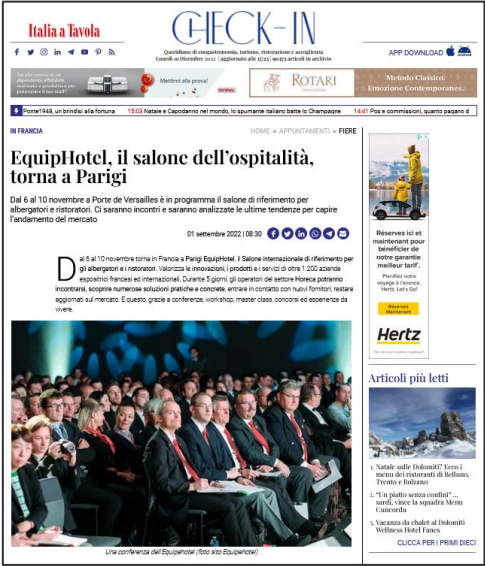 Italia a Tavola
CHECK-IN
Quotidiano di enogastronomia, turismo, ristorazione e accoglienza
Lunedì 19 Dicembre 2022 | aggiornato alle 17:23 | 90373 articoli in archivio
APP DOWNLOAD
Mettimi alla prova!
ROTARI
Metodo Classico.
Emozione Contemporanea.
Ponte1948, un brindisi alla fortuna
15:03 Natale e Capodanno nel mondo, lo spumante italiano batte lo Champagne
14:41 Pos e commissioni, quanto pagano d
IN FRANCIA
HOME » APPUNTAMENTI » FIERE
EquipHotel, il salone dell'ospitalità,
torna a Parigi
Dal 6 al 10 novembre a Porte de Versailles è in programma il salone di riferimento per
albergatori e ristoratori. Ci saranno incontri e saranno analizzate le ultime tendenze per capire
l'andamento del mercato
01 settembre 2022 | 08:30
Dal 6 al 10 novembre torna in Francia a Parigi EquipHotel, il Salone internazionale di riferimento per
gli albergatori e i ristoratori. Valorizza le innovazioni, i prodotti e i servizi di oltre 1.200 aziende
espositrici francesi ed internazionali. Durante 5 giorni, gli operatori del settore Horeca potranno
incontrarsi, scoprire numerose soluzioni pratiche e concrete, entrare in contatto con nuovi fornitori, restare
aggiornati sul mercato. E questo, grazie a conferenze, workshop, master class, concorsi ed esperienze da
vivere.
Una conferenza dell'Equipehotel (foto sito Equipehotel)
Réservez ici et
maintenant pour
bénéficier de
notre garantie
meilleur tarif*.
Planifiez votre
voyage à l'avance.
Hertz. Let's Go!
Réservez
Maintenant
Hertz
Articoli più letti
1. Natale sulle Dolomiti? Ecco i
menu dei ristoranti di Belluno,
Trento e Bolzano
2. "Un piatto senza confini" ...
sardi, vince la squadra Menu
Cuncordu
3. Vacanza da chalet al Dolomiti
Wellness Hotel Fanes
CLICCA PER I PRIMI DIECI